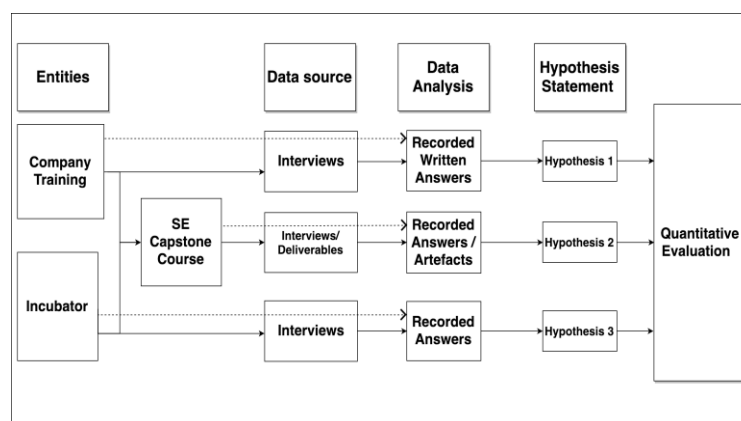 Entities
Data source
Data
Analysis
Hypothesis
Statement
Company
Training
Interviews
Recorded
Written
Answers
Hypothesis 1
SE
Capstone
Course
Interviews/
Deliverables
Recorded
Answers /
Artefacts
Hypothesis 2
Quantitative
Evaluation
Incubator
Interviews
Recorded
Answers
Hypothesis 3